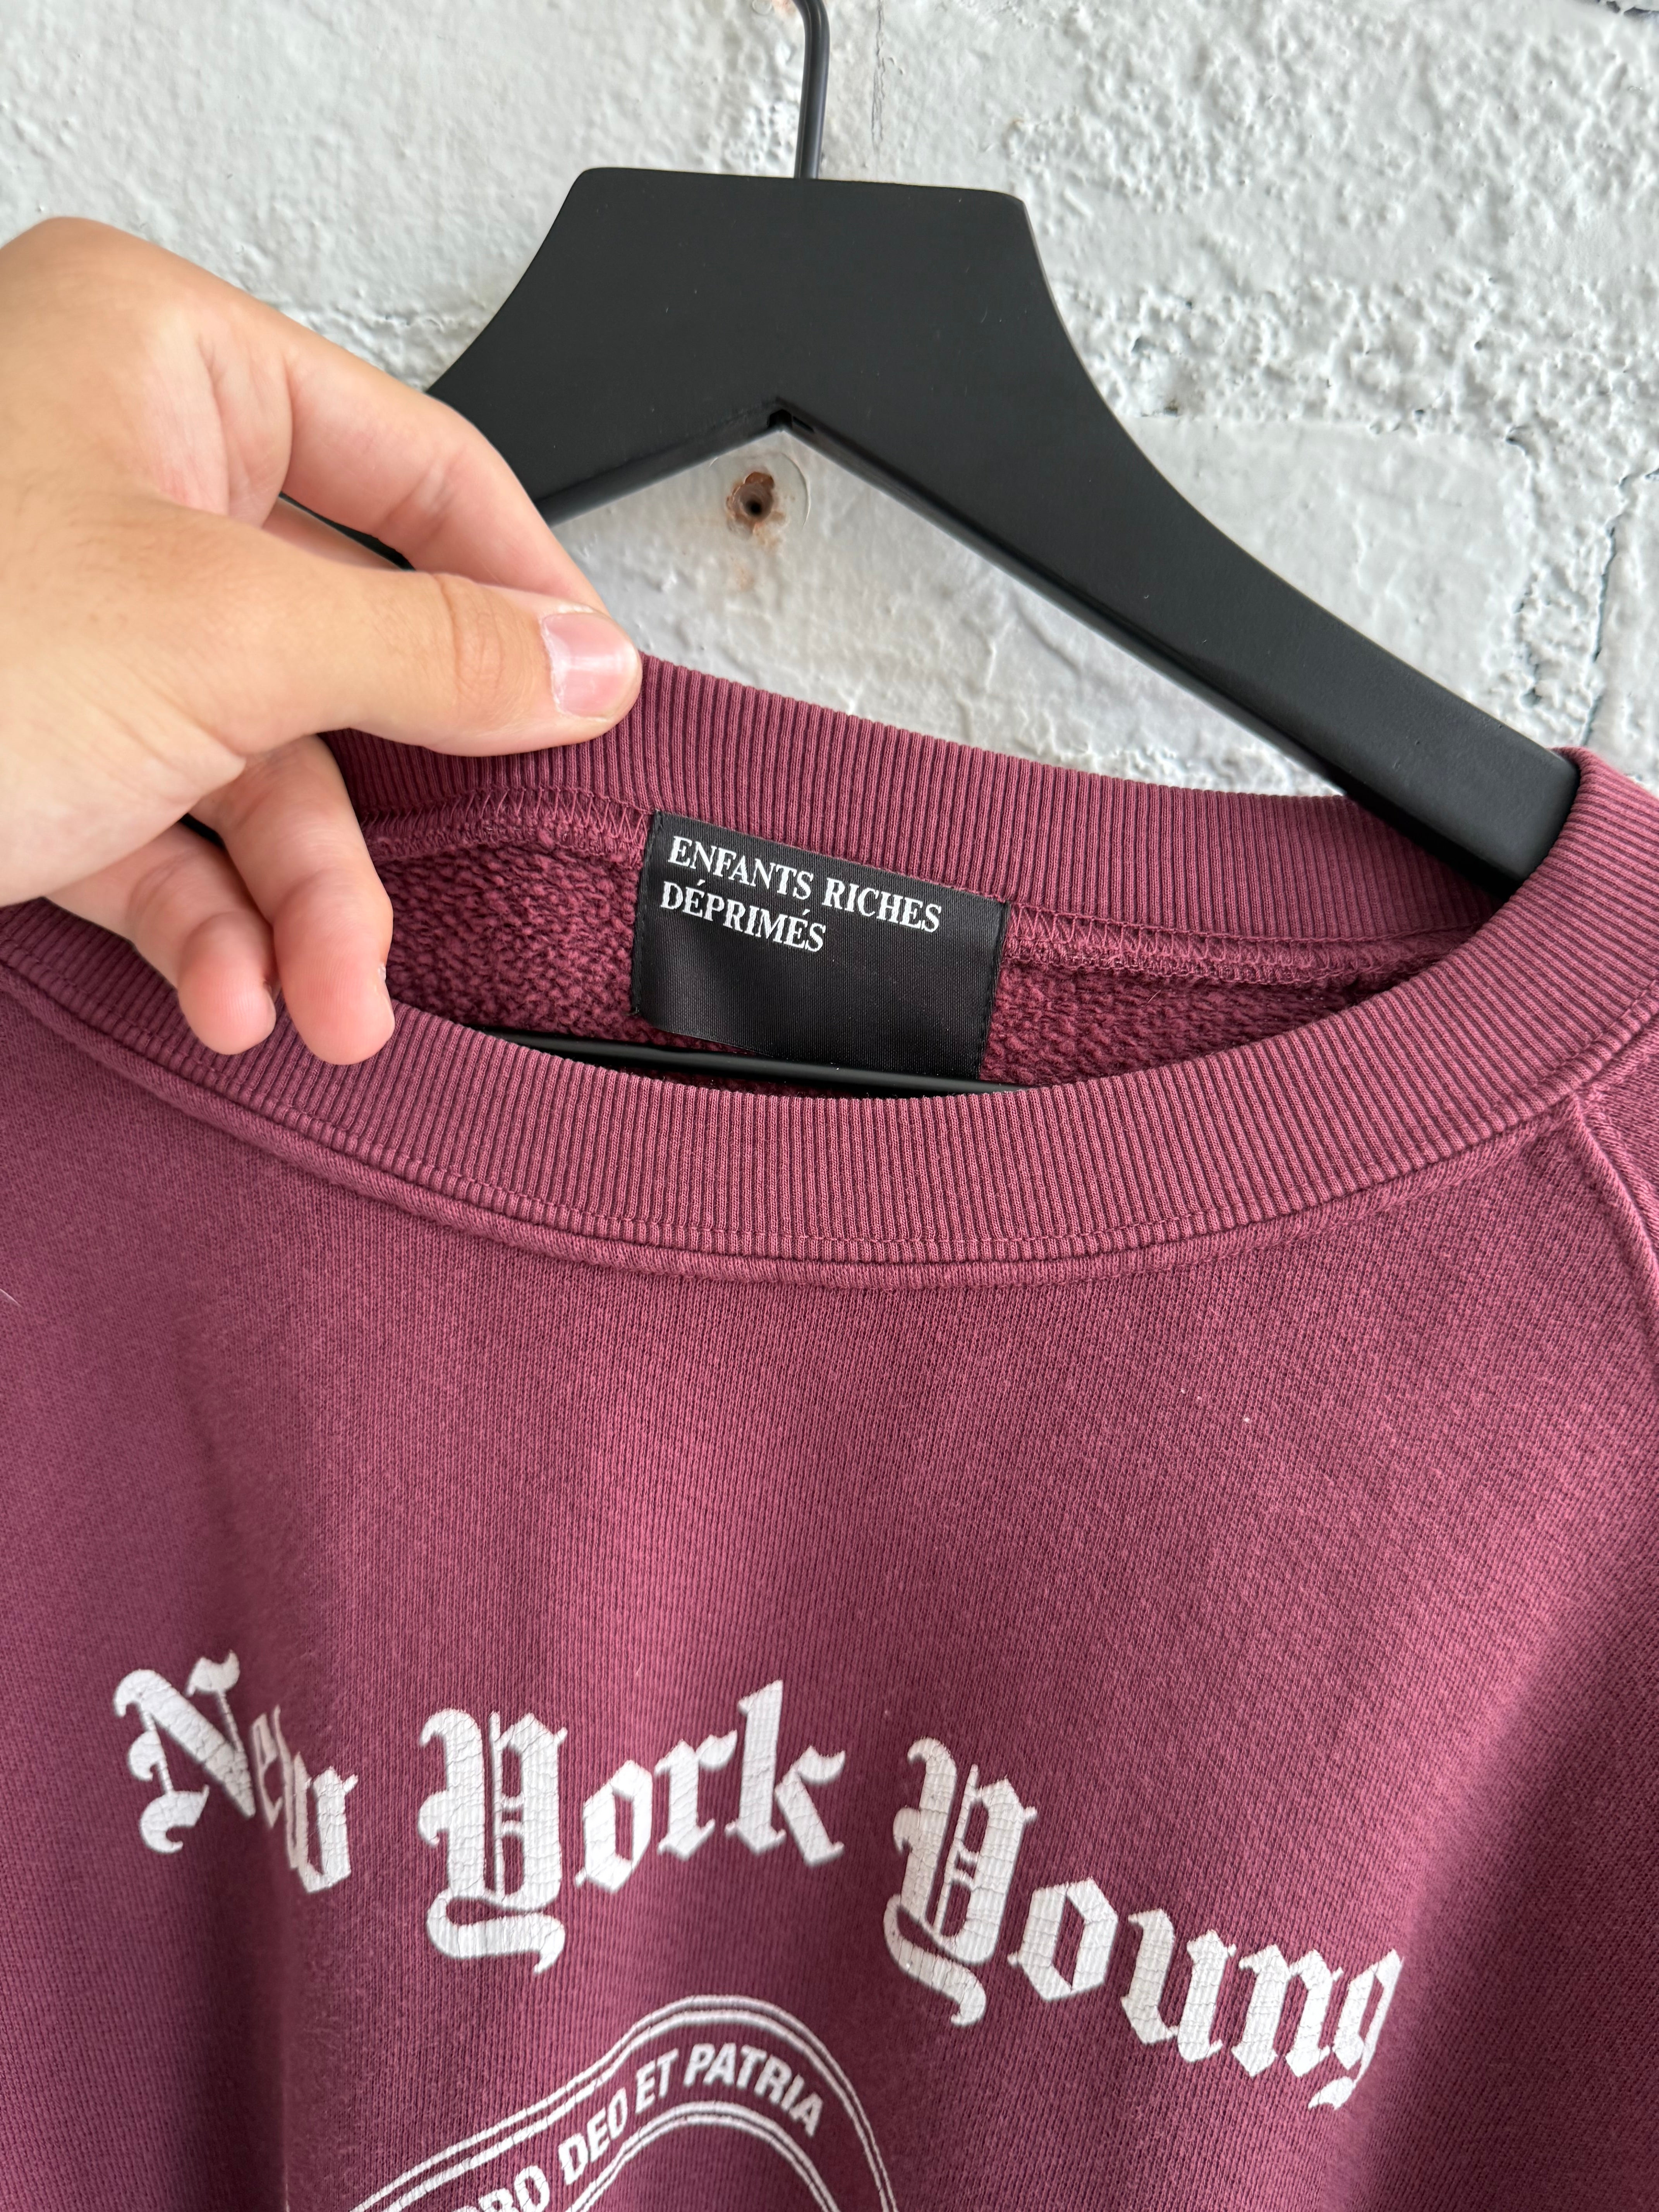 ENFANTS RICHES
DÉPRIMÉS
New York Young
PRO DEO ET PATRIA